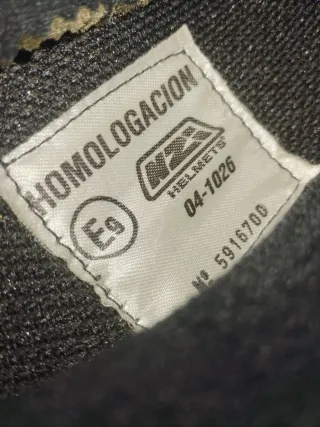 HOMOLOGACION
NZI
HELMETS
E9
04-1026
Nº 5916700